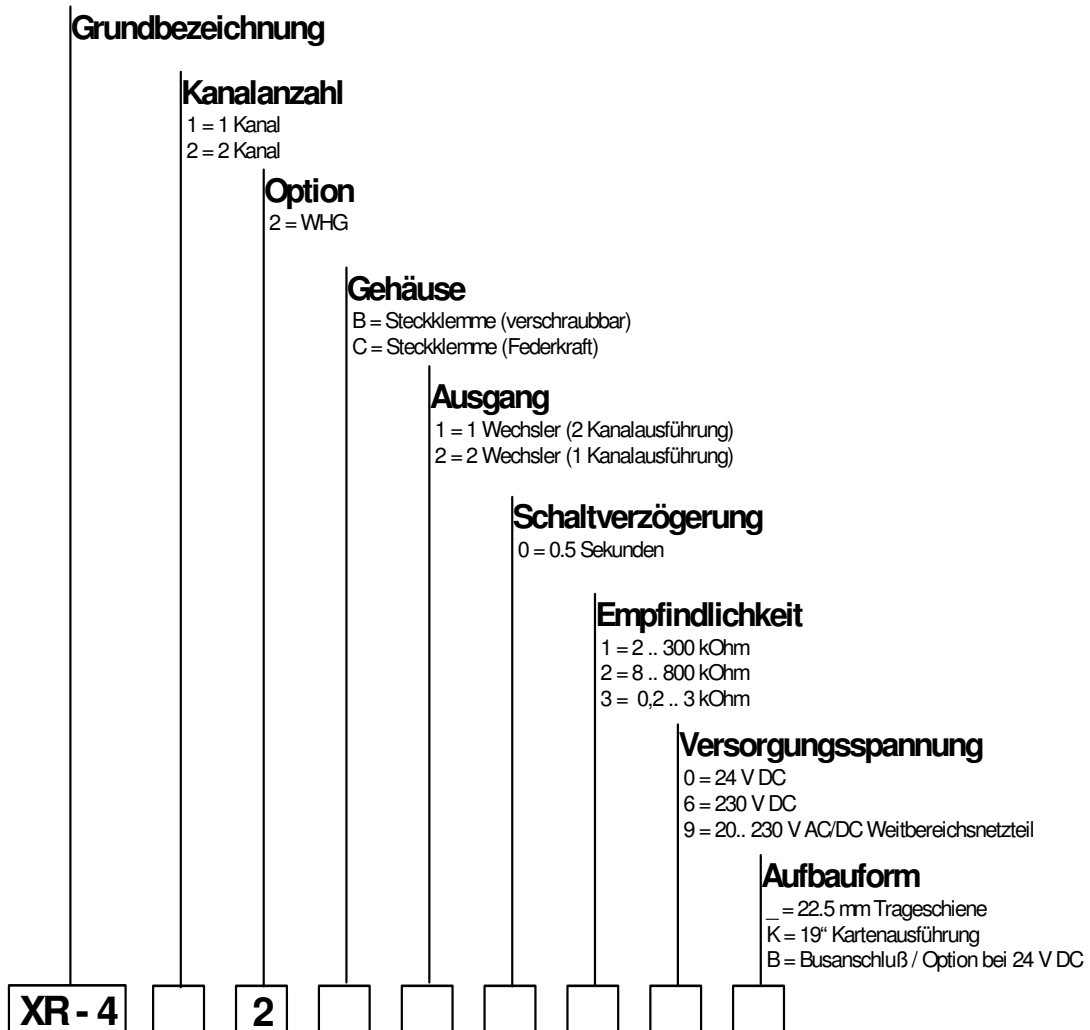 Grundbezeichnung
Kanalanzahl
1 = 1 Kanal
2 = 2 Kanal
Option
2 = WHG
Gehäuse
B = Steckklemme (verschraubbar)
C = Steckklemme (Federkraft)
Ausgang
1 = 1 Wechsler (2 Kanalausführung)
2 = 2 Wechsler (1 Kanalausführung)
Schaltverzögerung
0 = 0.5 Sekunden
Empfindlichkeit
1 = 2 .. 300 kOhm
2 = 8 .. 800 kOhm
3 = 0,2 .. 3 kOhm
Versorgungsspannung
0 = 24 V DC
6 = 230 V DC
9 = 20.. 230 V AC/DC Weitbereichsnetzteil
Aufbauform
_ = 22.5 mm Trageschiene
K = 19“ Kartenausführung
B = Busanschluß / Option bei 24 V DC
XR - 4 2